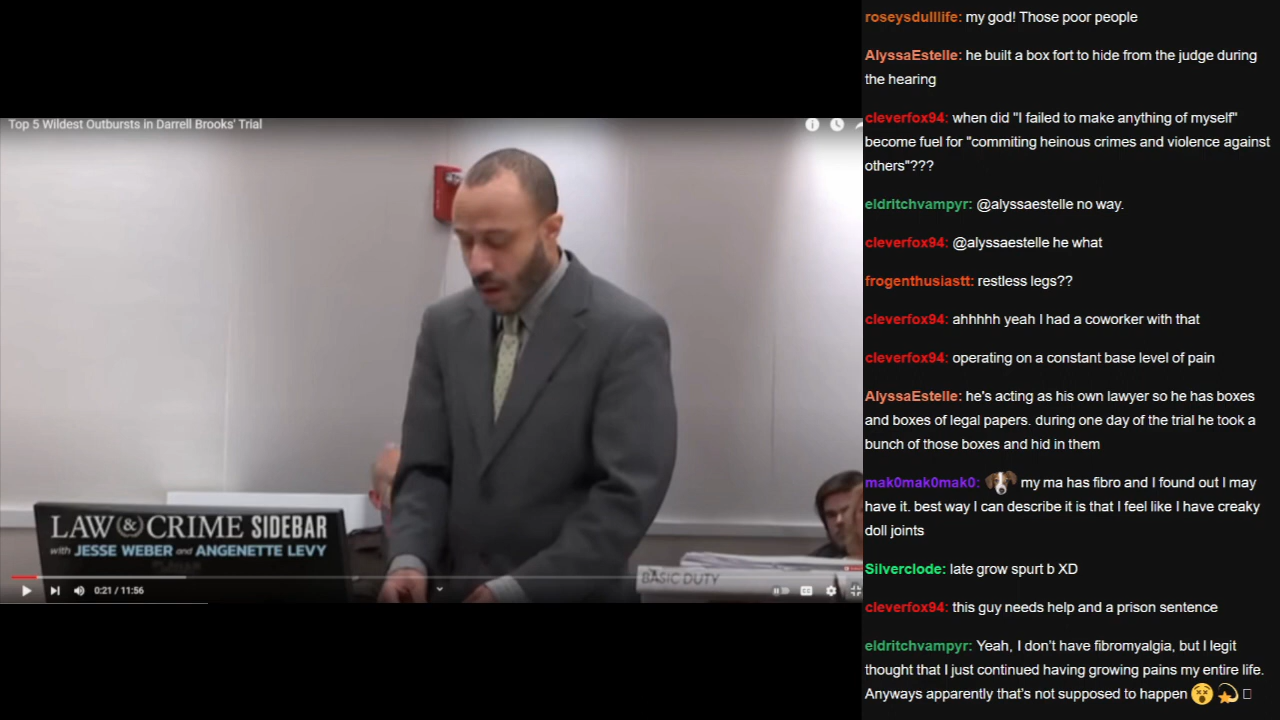 Top 5 Wildest Outbursts in Darrell Brooks' Trial
LAW & CRIME SIDEBAR
with JESSE WEBER and ANGENETTE LEVY
BASIC DUTY
0:21 / 11:56
roseysdulllife: my god! Those poor people
AlyssaEstelle: he built a box fort to hide from the judge during
the hearing
cleverfox94: when did "I failed to make anything of myself"
become fuel for "commiting heinous crimes and violence against
others"???
eldritchvampyr: @alyssaestelle no way.
cleverfox94: @alyssaestelle he what
frogenthusiastt: restless legs??
cleverfox94: ahhhhh yeah I had a coworker with that
cleverfox94: operating on a constant base level of pain
AlyssaEstelle: he's acting as his own lawyer so he has boxes
and boxes of legal papers. during one day of the trial he took a
bunch of those boxes and hid in them
mak0mak0mak0: my ma has fibro and I found out I may
have it. best way I can describe it is that I feel like I have creaky
doll joints
Silverclode: late grow spurt b XD
cleverfox94: this guy needs help and a prison sentence
eldritchvampyr: Yeah, I don't have fibromyalgia, but I legit
thought that I just continued having growing pains my entire life.
Anyways apparently that's not supposed to happen 😵 💫